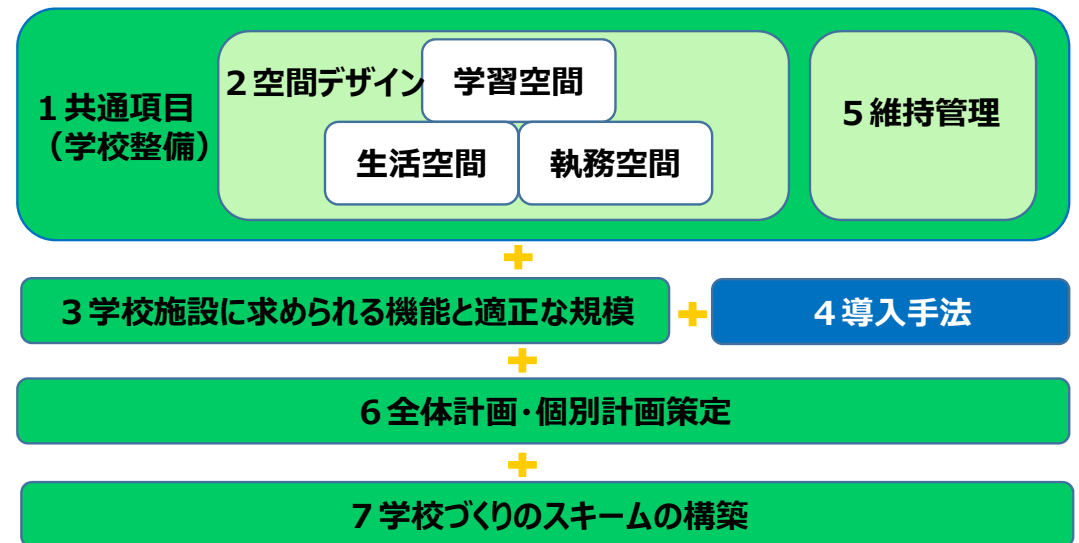 1共通項目
(学校整備)
2空間デザイン
学習空間
生活空間
執務空間
5維持管理
3学校施設に求められる機能と適正な規模
4導入手法
6全体計画・個別計画策定
7学校づくりのスキームの構築